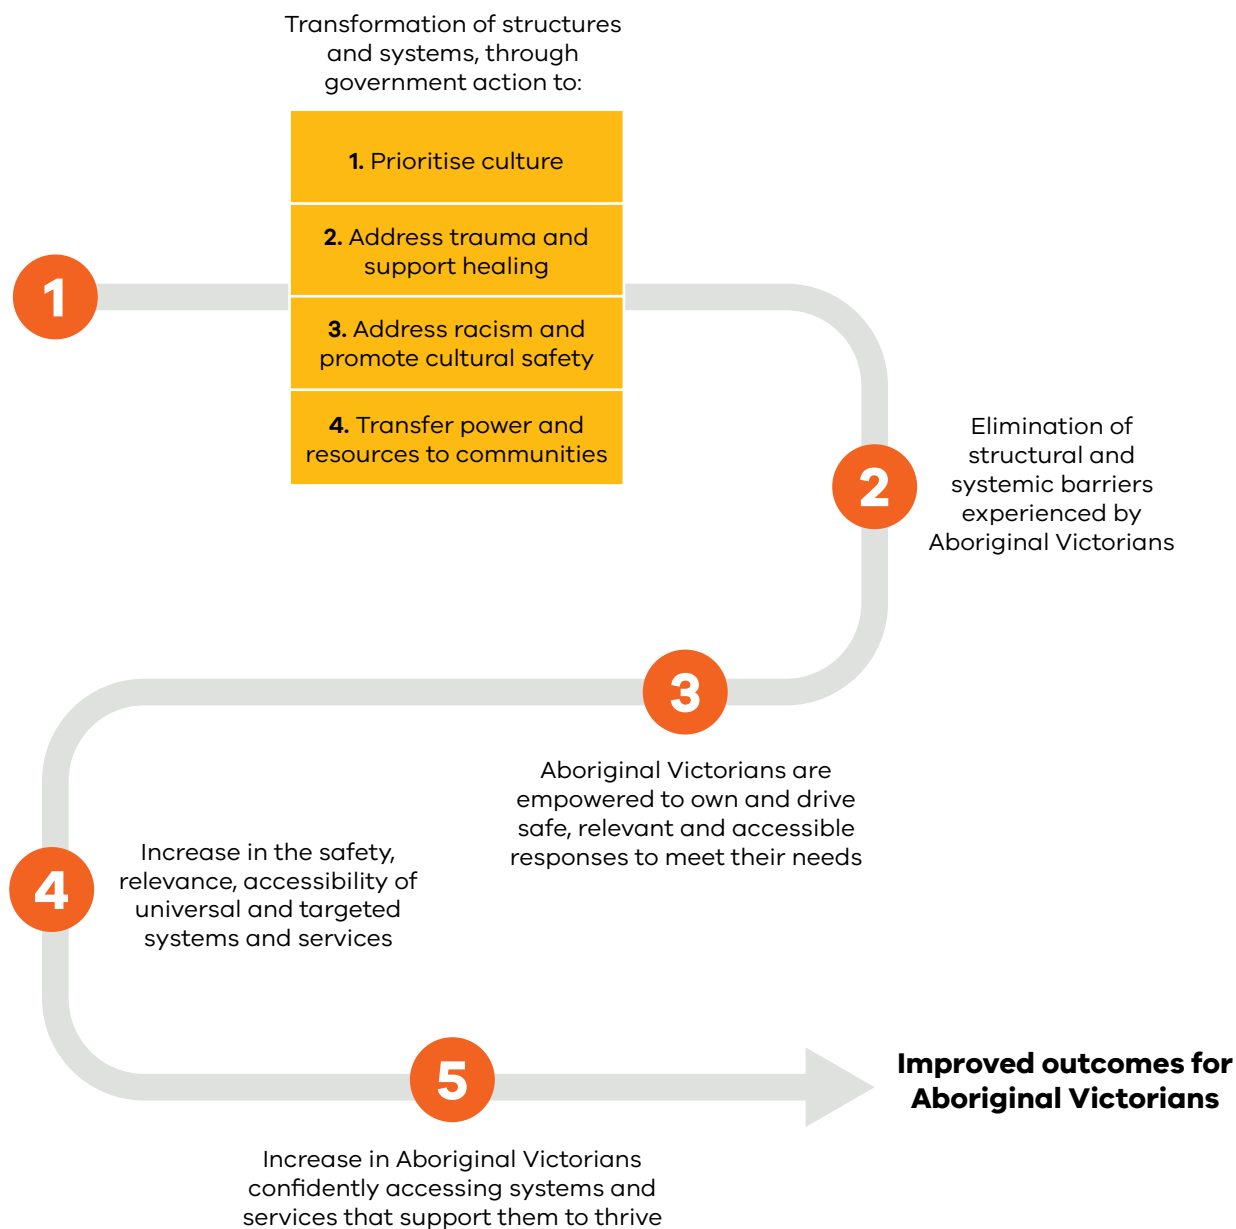 Transformation of structures
and systems, through
government action to:
1. Prioritise culture
2. Address trauma and
support healing
3. Address racism and
promote cultural safety
4. Transfer power and
resources to communities
1
2
Elimination of
structural and
systemic barriers
experienced by
Aboriginal Victorians
3
Aboriginal Victorians are
empowered to own and drive
safe, relevant and accessible
responses to meet their needs
4
Increase in the safety,
relevance, accessibility of
universal and targeted
systems and services
5
Increase in Aboriginal Victorians
confidently accessing systems and
services that support them to thrive
Improved outcomes for
Aboriginal Victorians